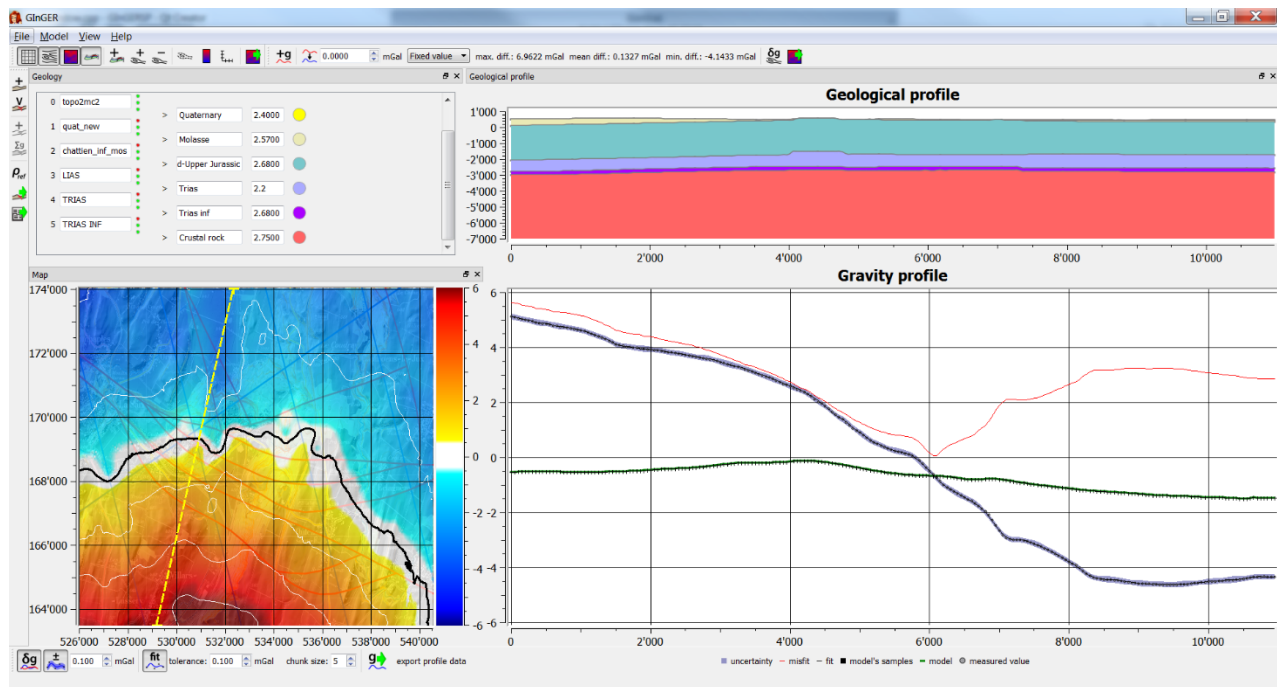 GInGER
File Model View Help
+g 0.0000 mGal Fixed value max. diff.: 6.9622 mGal mean diff.: 0.1327 mGal min. diff.: -4.1433 mGal δg
Geology
0 topo2mc2
> Quaternary 2.4000
1 quat_new
> Molasse 2.5700
2 chattien_inf_mos
> d-Upper Jurassic 2.6800
3 LIAS
> Trias 2.2
4 TRIAS
> Trias inf 2.6800
5 TRIAS INF
> Crustal rock 2.7500
V
Σg
ρref
Geological profile
Geological profile
1'000
0
-1'000
-2'000
-3'000
-4'000
-5'000
-6'000
-7'000
0 2'000 4'000 6'000 8'000 10'000
Map
174'000
172'000
170'000
168'000
166'000
164'000
526'000 528'000 530'000 532'000 534'000 536'000 538'000 540'000
6
4
2
0
-2
-4
-6
Gravity profile
6
4
2
0
-2
-4
-6
0 2'000 4'000 6'000 8'000 10'000
δg ± 0.100 mGal fit tolerance: 0.100 mGal chunk size: 5 g export profile data
uncertainty misfit fit model's samples model measured value